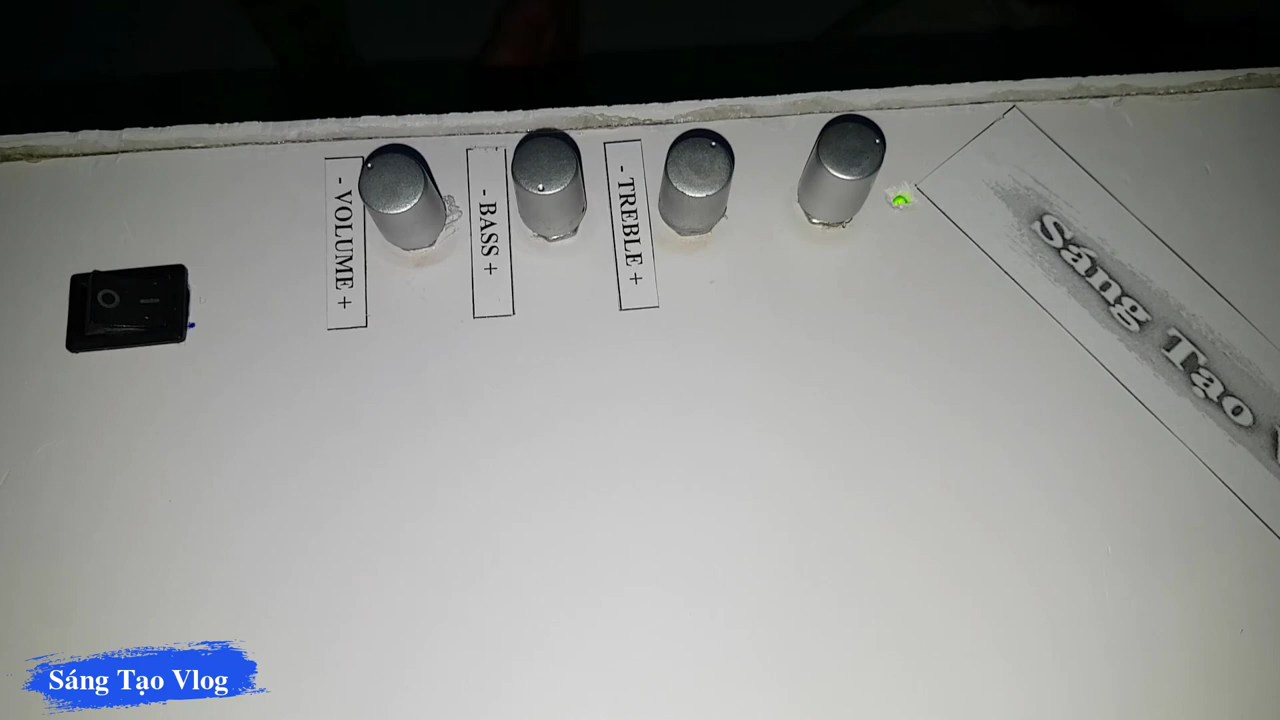 - VOLUME +
- BASS +
- TREBLE +
Sáng Tạo
Sáng Tạo Vlog